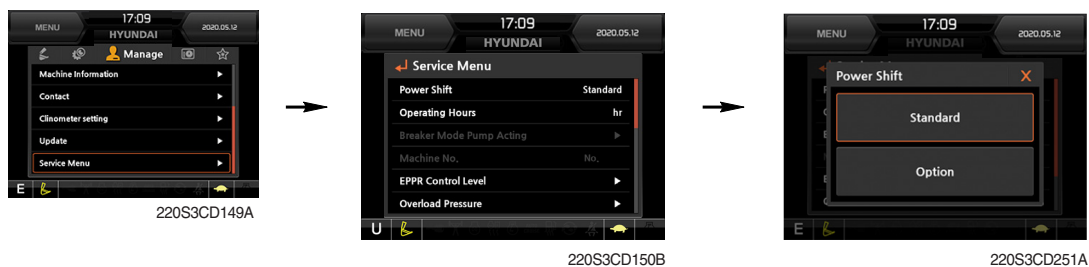 MENU
17:09
HYUNDAI
2020.05.12
Manage
Machine Information
Contact
Clinometer setting
Update
Service Menu
E
220S3CD149A
MENU
17:09
HYUNDAI
2020.05.12
Service Menu
Power Shift Standard
Operating Hours hr
Breaker Mode Pump Acting
Machine No. No.
EPPR Control Level
Overload Pressure
U
220S3CD150B
MENU
17:09
HYUNDAI
2020.05.12
Power Shift X
Standard
Option
E
220S3CD251A